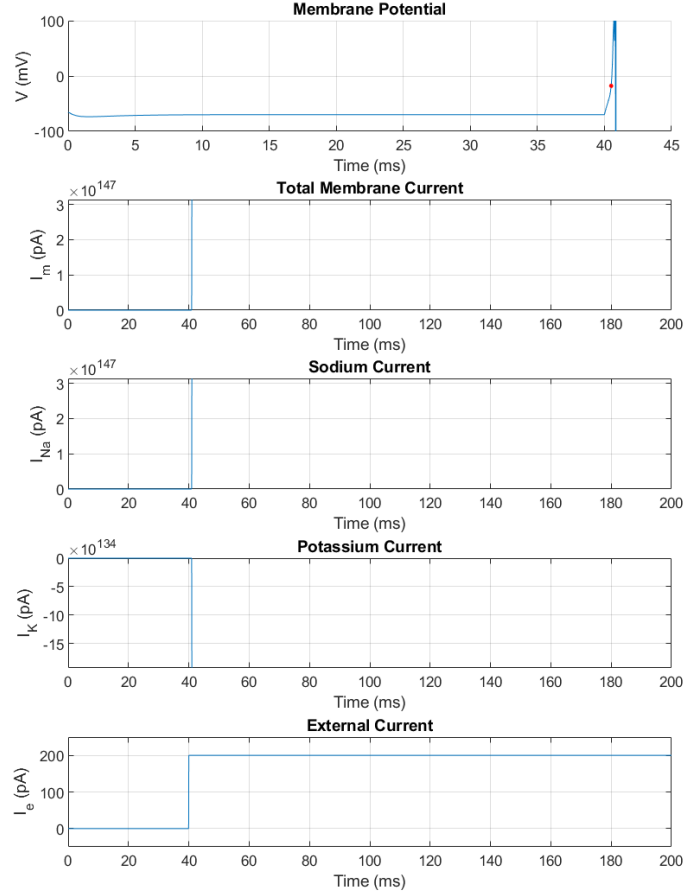 Membrane Potential
100
0
-100
V (mV)
0 5 10 15 20 25 30 35 40 45
Time (ms)
×10^147
Total Membrane Current
3
2
1
0
I_m (pA)
0 20 40 60 80 100 120 140 160 180 200
Time (ms)
×10^147
Sodium Current
3
2
1
0
I_Na (pA)
0 20 40 60 80 100 120 140 160 180 200
Time (ms)
×10^134
Potassium Current
0
-5
-10
-15
I_K (pA)
0 20 40 60 80 100 120 140 160 180 200
Time (ms)
External Current
200
100
0
I_e (pA)
0 20 40 60 80 100 120 140 160 180 200
Time (ms)